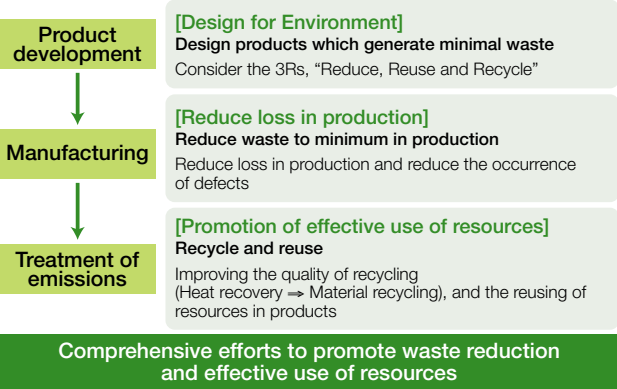 Product
development
[Design for Environment]
Design products which generate minimal waste
Consider the 3Rs, “Reduce, Reuse and Recycle”
Manufacturing
[Reduce loss in production]
Reduce waste to minimum in production
Reduce loss in production and reduce the occurrence
of defects
Treatment of
emissions
[Promotion of effective use of resources]
Recycle and reuse
Improving the quality of recycling
(Heat recovery ⇒ Material recycling), and the reusing of
resources in products
Comprehensive efforts to promote waste reduction
and effective use of resources